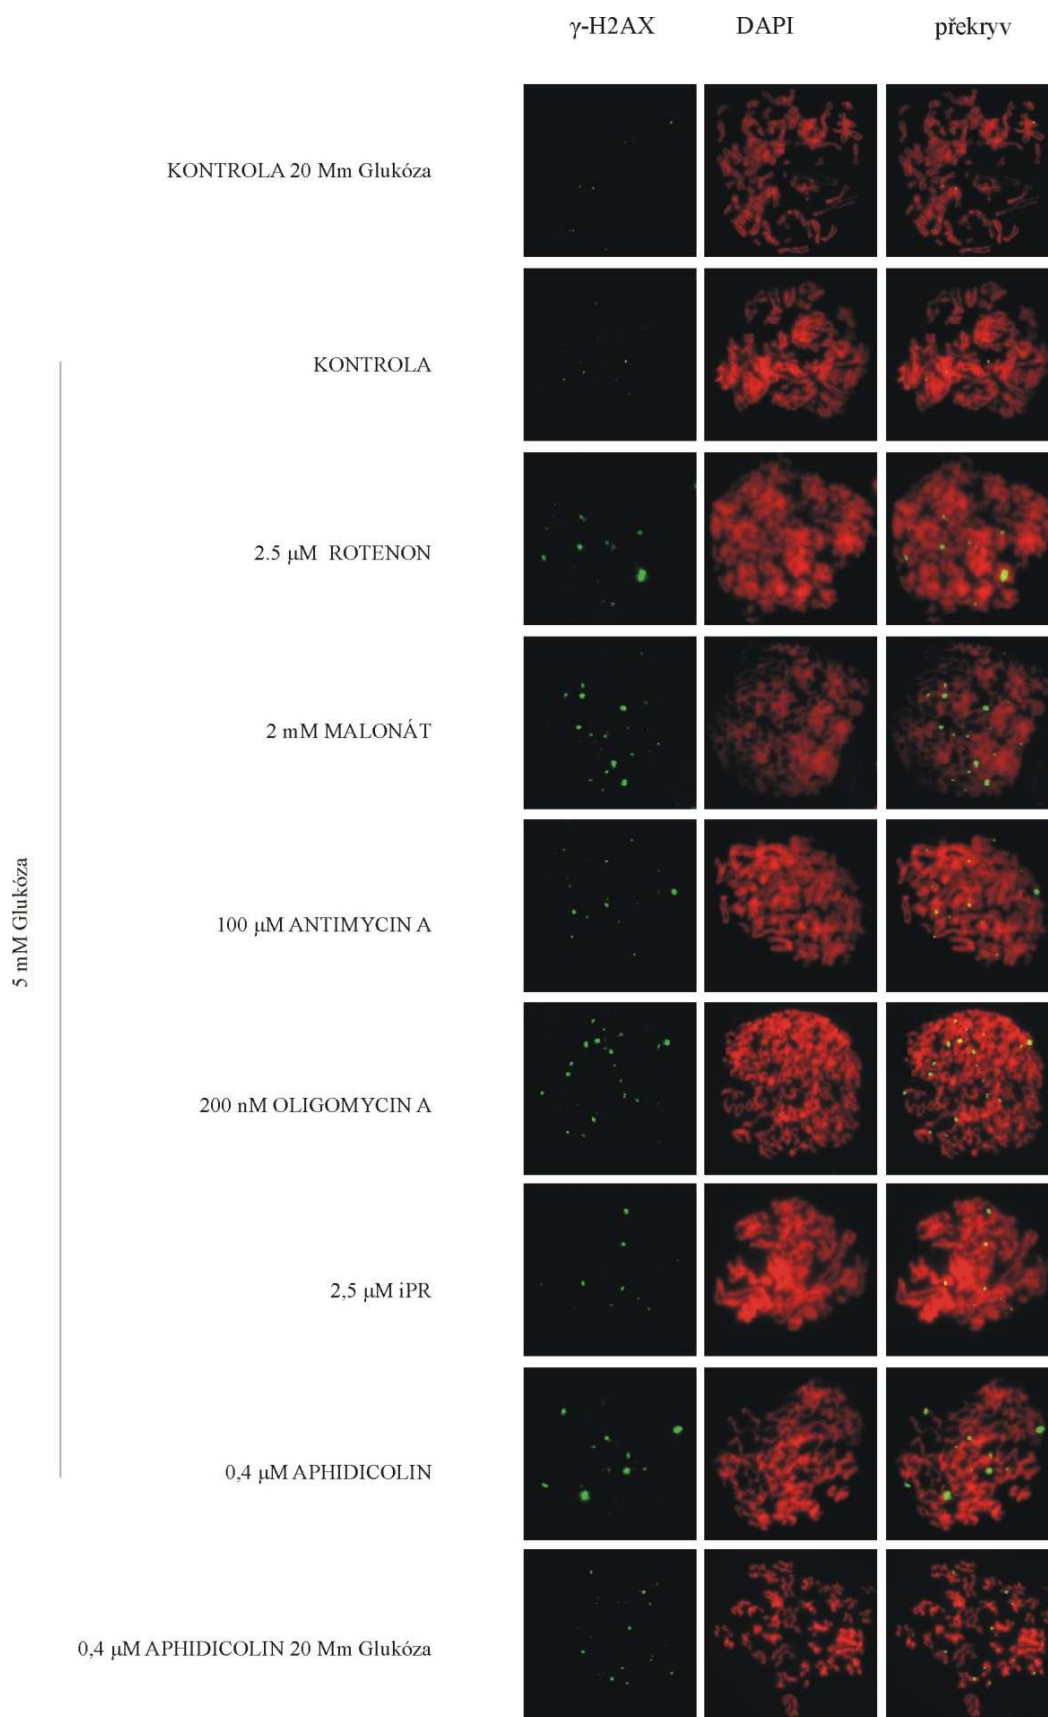 γ-H2AX DAPI překryv
KONTROLA 20 Mm Glukóza
KONTROLA
2.5 μM ROTENON
2 mM MALONÁT
100 μM ANTIMYCIN A
5 mM Glukóza
200 nM OLIGOMYCIN A
2,5 μM iPR
0,4 μM APHIDICOLIN
0,4 μM APHIDICOLIN 20 Mm Glukóza